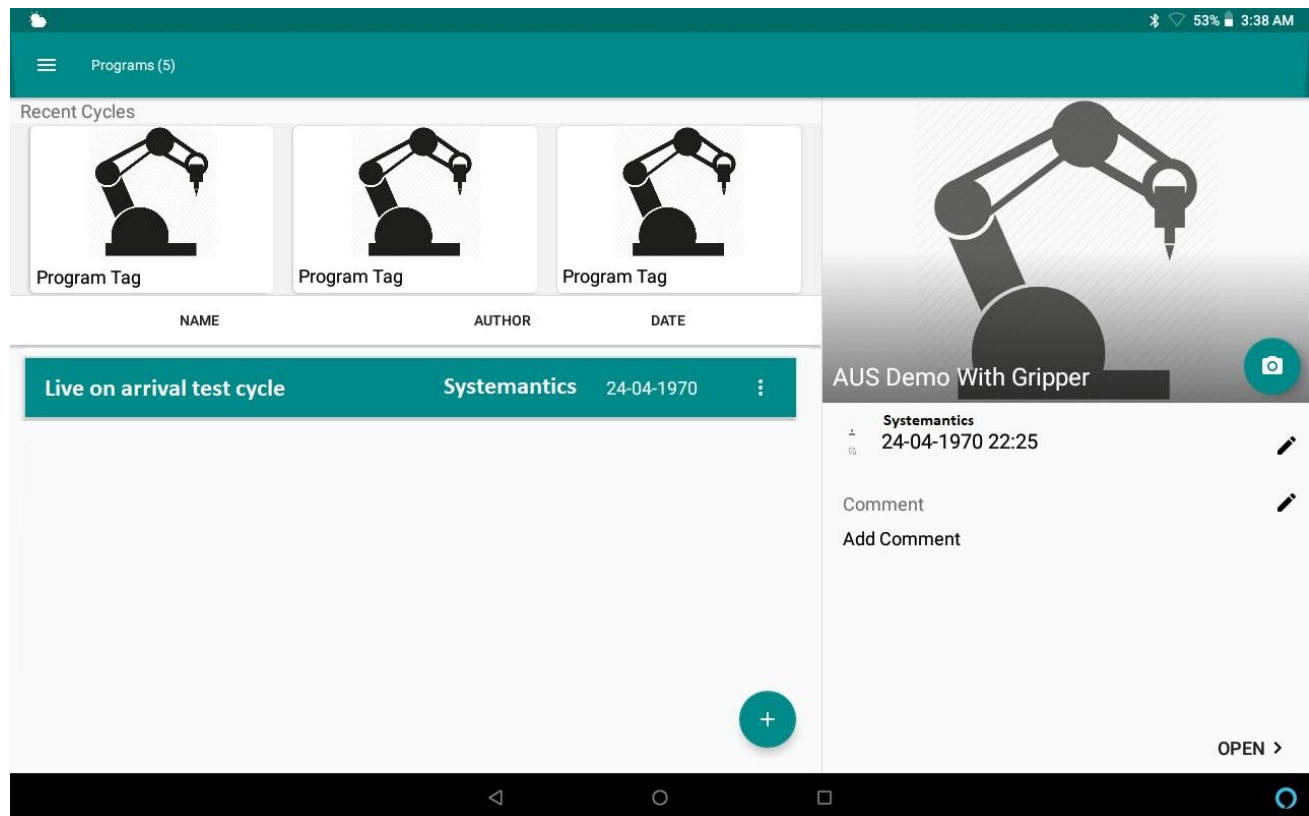 53% 3:38 AM
Programs (5)
Recent Cycles
Program Tag Program Tag Program Tag
NAME AUTHOR DATE
Live on arrival test cycle Systemantics 24-04-1970
AUS Demo With Gripper
Systemantics
24-04-1970 22:25
Comment
Add Comment
OPEN